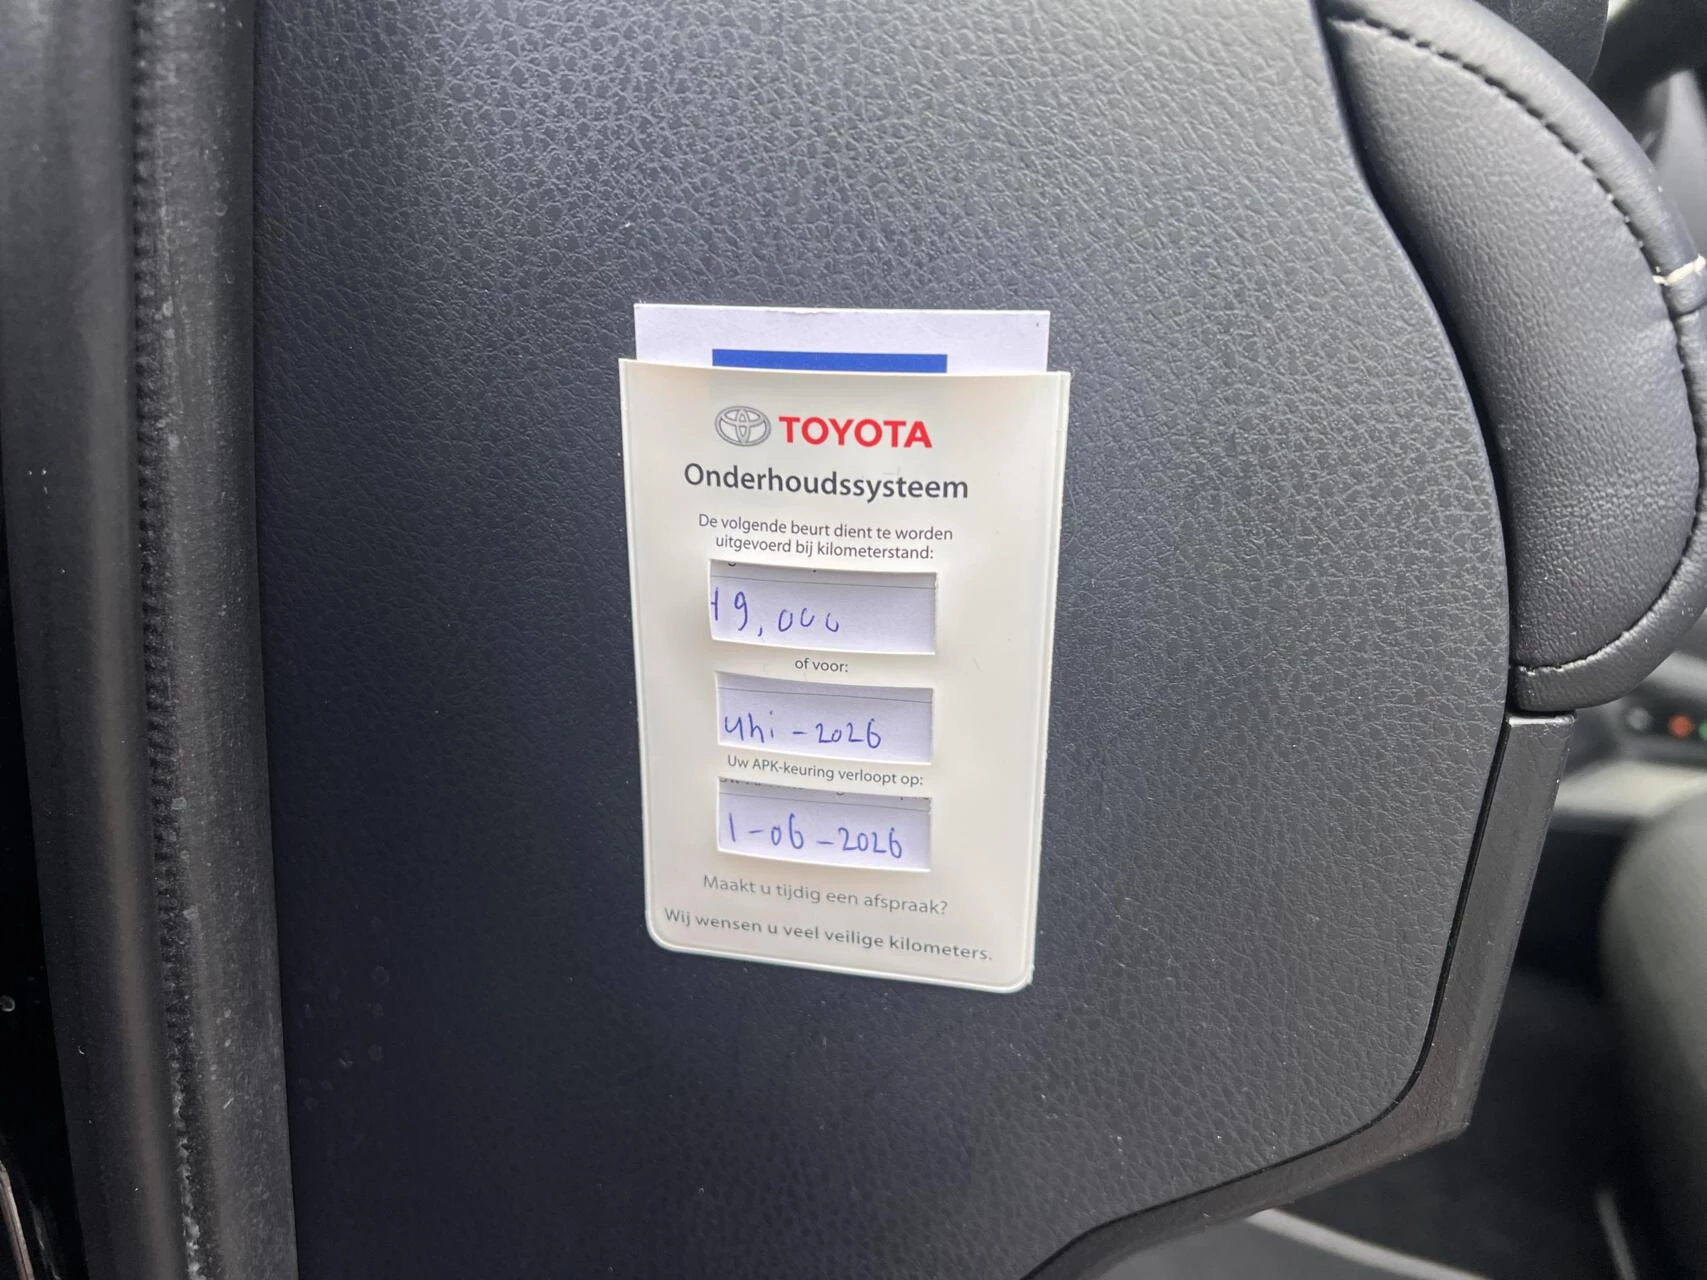 TOYOTA
Onderhoudssysteem
De volgende beurt dient te worden
uitgevoerd bij kilometerstand:
19,000
of voor:
-2026
Uw APK-keuring verloopt op:
1-06-2026
Maakt u tijdig een afspraak?
Wij wensen u veel veilige kilometers.